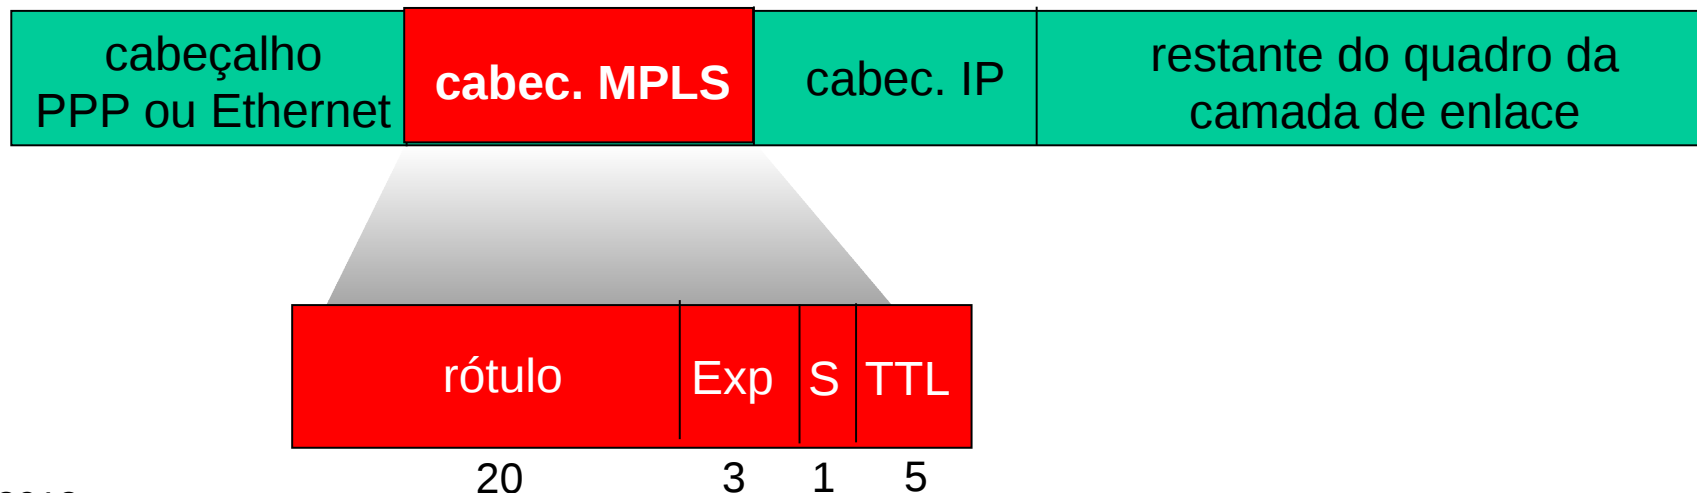 cabeçalho
PPP ou Ethernet
cabec. MPLS
cabec. IP
restante do quadro da
camada de enlace
rótulo
Exp
S
TTL
20
3
1
5